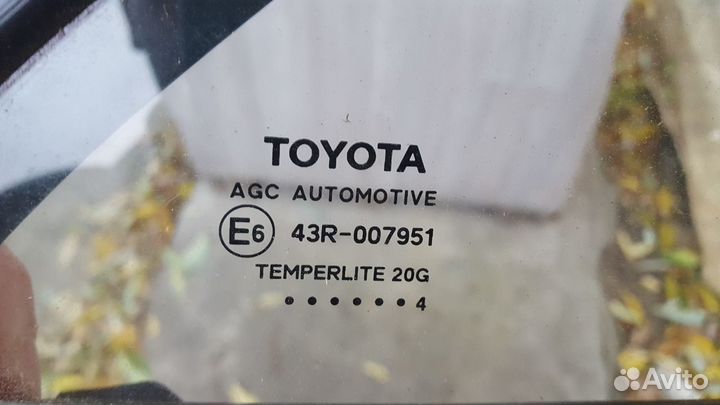 TOYOTA
AGC AUTOMOTIVE
E6 43R-007951
TEMPERLITE 20G
• • • • • • 4
Avito